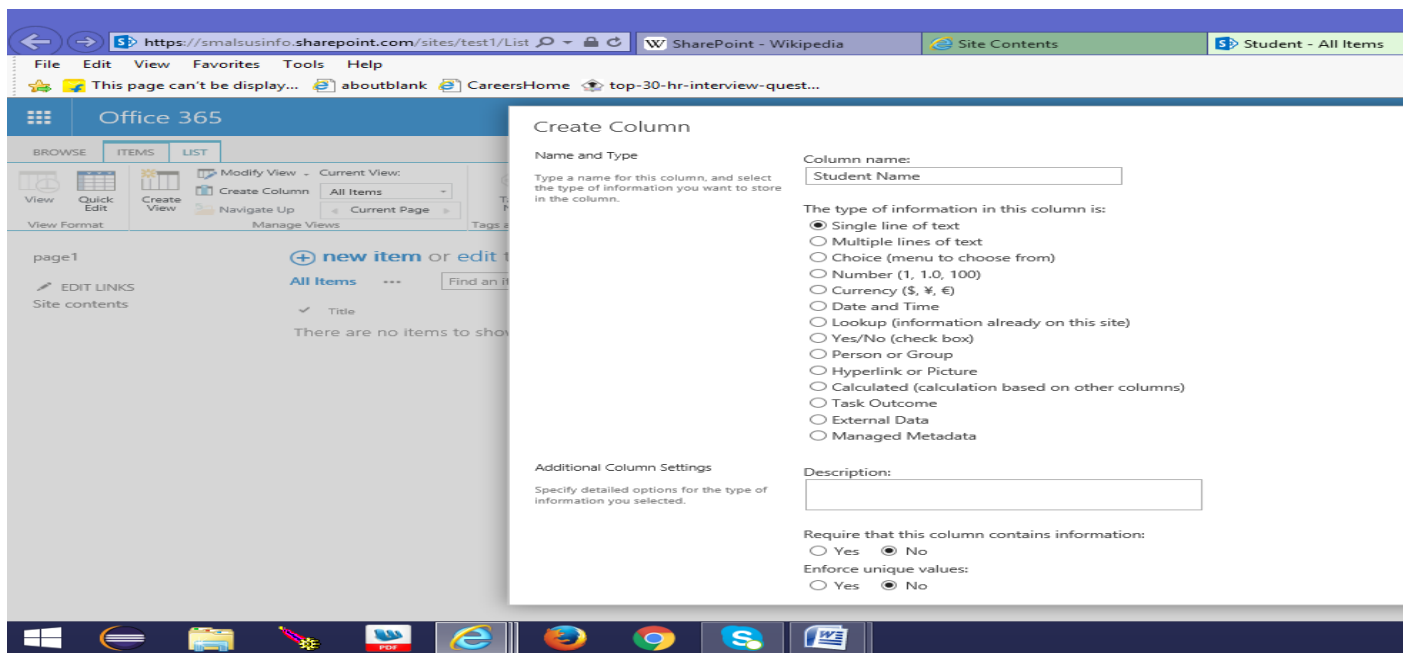 https://smalsusinfo.sharepoint.com/sites/test1/List
W SharePoint - Wikipedia
Site Contents
Student - All Items
File Edit View Favorites Tools Help
This page can't be display... aboutblank CareersHome top-30-hr-interview-quest...
Office 365
BROWSE ITEMS LIST
View
Quick Edit
Create View
Modify View
Create Column
Navigate Up
Current View:
All Items
Current Page
View Format
Manage Views
Tags a
page1
EDIT LINKS
Site contents
new item or edit t
All Items ... Find an it
Title
There are no items to show
Create Column
Name and Type
Type a name for this column, and select
the type of information you want to store
in the column.
Column name:
Student Name
The type of information in this column is:
Single line of text
Multiple lines of text
Choice (menu to choose from)
Number (1, 1.0, 100)
Currency ($, ¥, €)
Date and Time
Lookup (information already on this site)
Yes/No (check box)
Person or Group
Hyperlink or Picture
Calculated (calculation based on other columns)
Task Outcome
External Data
Managed Metadata
Additional Column Settings
Specify detailed options for the type of
information you selected.
Description:
Require that this column contains information:
Yes No
Enforce unique values:
Yes No
PDF